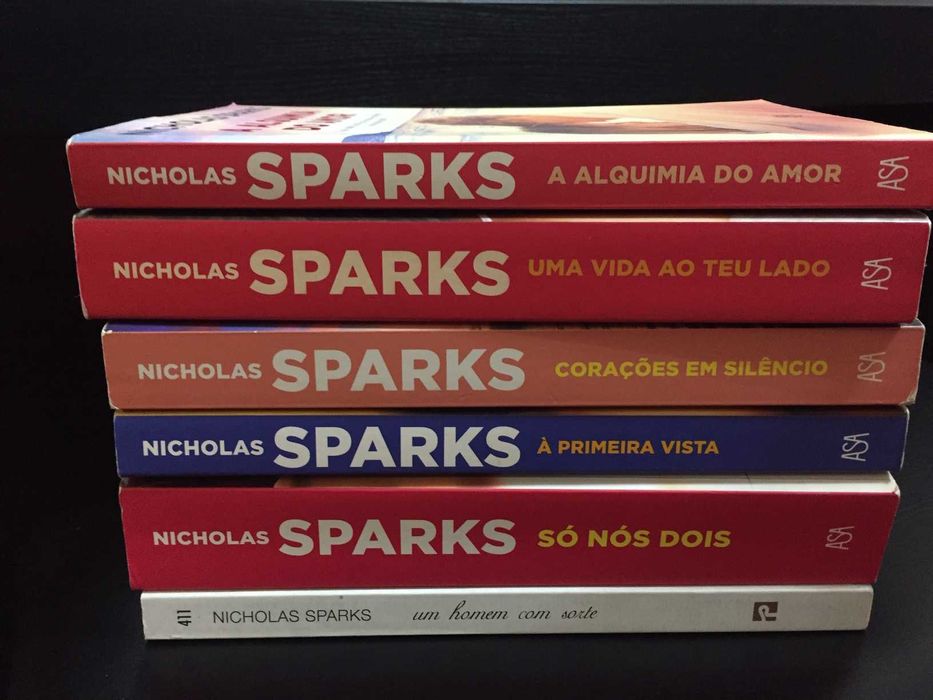 NICHOLAS SPARKS A ALQUIMIA DO AMOR ASA
NICHOLAS SPARKS UMA VIDA AO TEU LADO ASA
NICHOLAS SPARKS CORAÇÕES EM SILÊNCIO ASA
NICHOLAS SPARKS À PRIMEIRA VISTA ASA
NICHOLAS SPARKS SÓ NÓS DOIS ASA
411 NICHOLAS SPARKS um homem com sorte